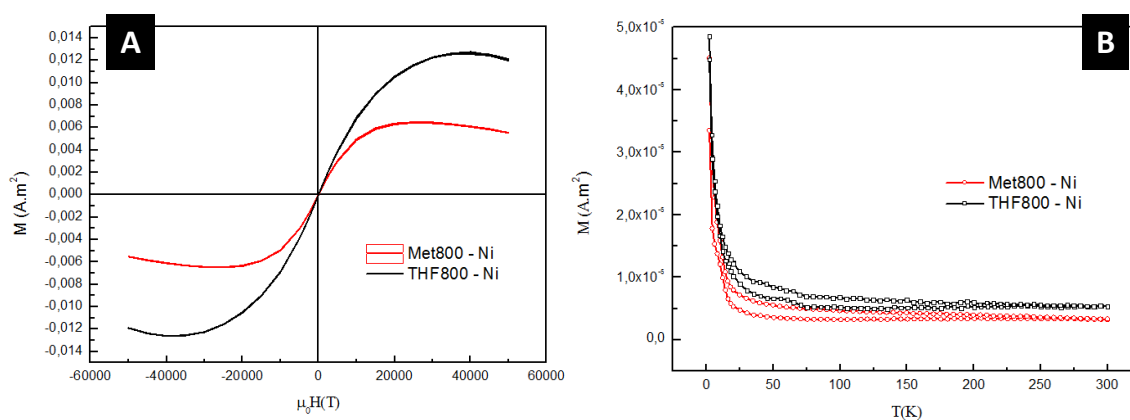 A
0,014
0,012
0,010
0,008
0,006
0,004
0,002
0,000
-0,002
-0,004
-0,006
-0,008
-0,010
-0,012
-0,014
M (A.m²)
-60000 -40000 -20000 0 20000 40000 60000
μ₀H(T)
Met800 - Ni
THF800 - Ni
B
5,0x10⁻⁵
4,0x10⁻⁵
3,0x10⁻⁵
2,0x10⁻⁵
1,0x10⁻⁵
0,0
M (A.m²)
0 50 100 150 200 250 300
T(K)
Met800 - Ni
THF800 - Ni